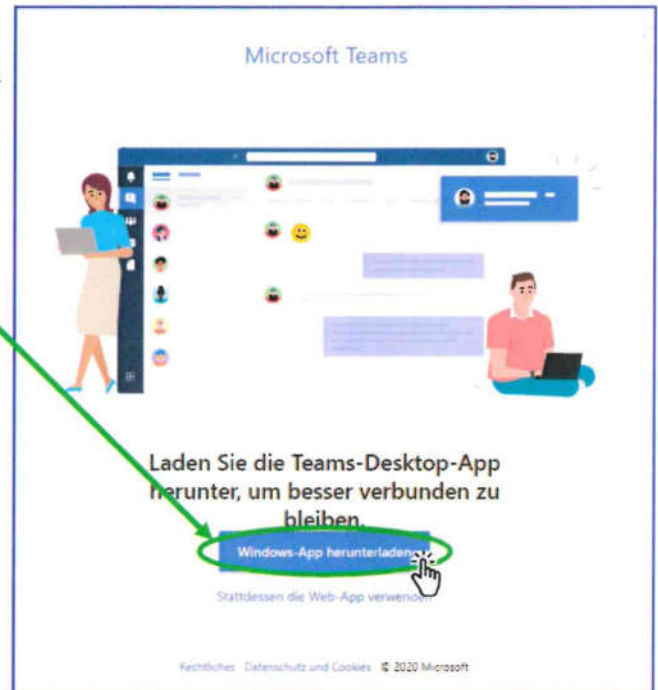 Microsoft Teams
Laden Sie die Teams-Desktop-App
herunter, um besser verbunden zu
bleiben.
Windows-App herunterladen
Stattdessen die Web-App verwenden
Rechtliches Datenschutz und Cookies © 2020 Microsoft